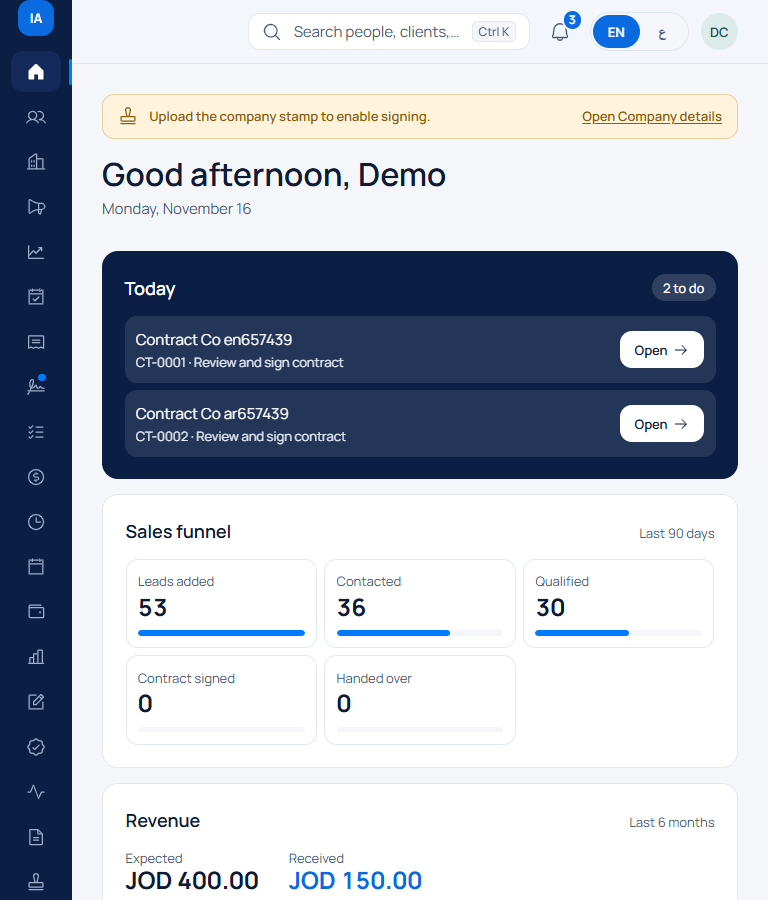 IA
Search people, clients,...
Ctrl K
3
EN
ع
DC
Upload the company stamp to enable signing.
Open Company details
Good afternoon, Demo
Monday, November 16
Today
2 to do
Contract Co en657439
CT-0001 · Review and sign contract
Open
Contract Co ar657439
CT-0002 · Review and sign contract
Open
Sales funnel
Last 90 days
Leads added
53
Contacted
36
Qualified
30
Contract signed
0
Handed over
0
Revenue
Last 6 months
Expected
JOD 400.00
Received
JOD 150.00